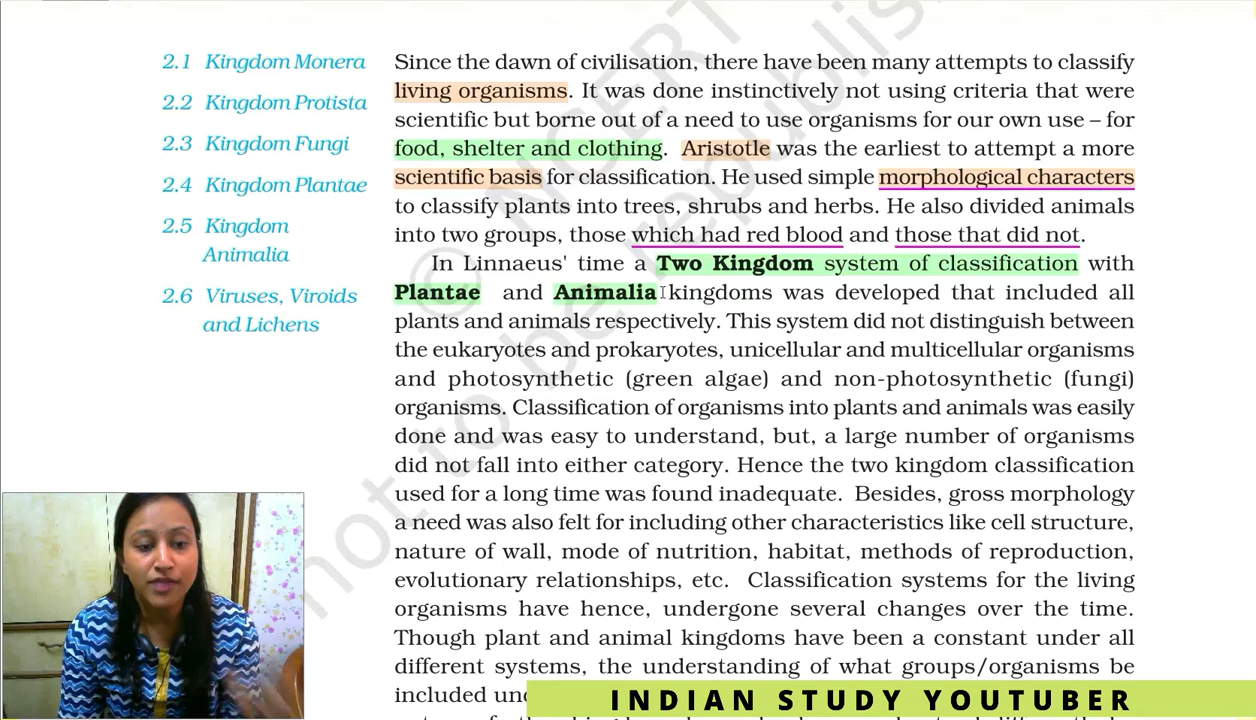 2.1 Kingdom Monera
2.2 Kingdom Protista
2.3 Kingdom Fungi
2.4 Kingdom Plantae
2.5 Kingdom
Animalia
2.6 Viruses, Viroids
and Lichens
Since the dawn of civilisation, there have been many attempts to classify
living organisms. It was done instinctively not using criteria that were
scientific but borne out of a need to use organisms for our own use – for
food, shelter and clothing. Aristotle was the earliest to attempt a more
scientific basis for classification. He used simple morphological characters
to classify plants into trees, shrubs and herbs. He also divided animals
into two groups, those which had red blood and those that did not.
In Linnaeus' time a Two Kingdom system of classification with
Plantae and Animalia kingdoms was developed that included all
plants and animals respectively. This system did not distinguish between
the eukaryotes and prokaryotes, unicellular and multicellular organisms
and photosynthetic (green algae) and non-photosynthetic (fungi)
organisms. Classification of organisms into plants and animals was easily
done and was easy to understand, but, a large number of organisms
did not fall into either category. Hence the two kingdom classification
used for a long time was found inadequate. Besides, gross morphology
a need was also felt for including other characteristics like cell structure,
nature of wall, mode of nutrition, habitat, methods of reproduction,
evolutionary relationships, etc. Classification systems for the living
organisms have hence, undergone several changes over the time.
Though plant and animal kingdoms have been a constant under all
different systems, the understanding of what groups/organisms be
included
© NCERT
not to be republish
INDIAN STUDY YOUTUBER